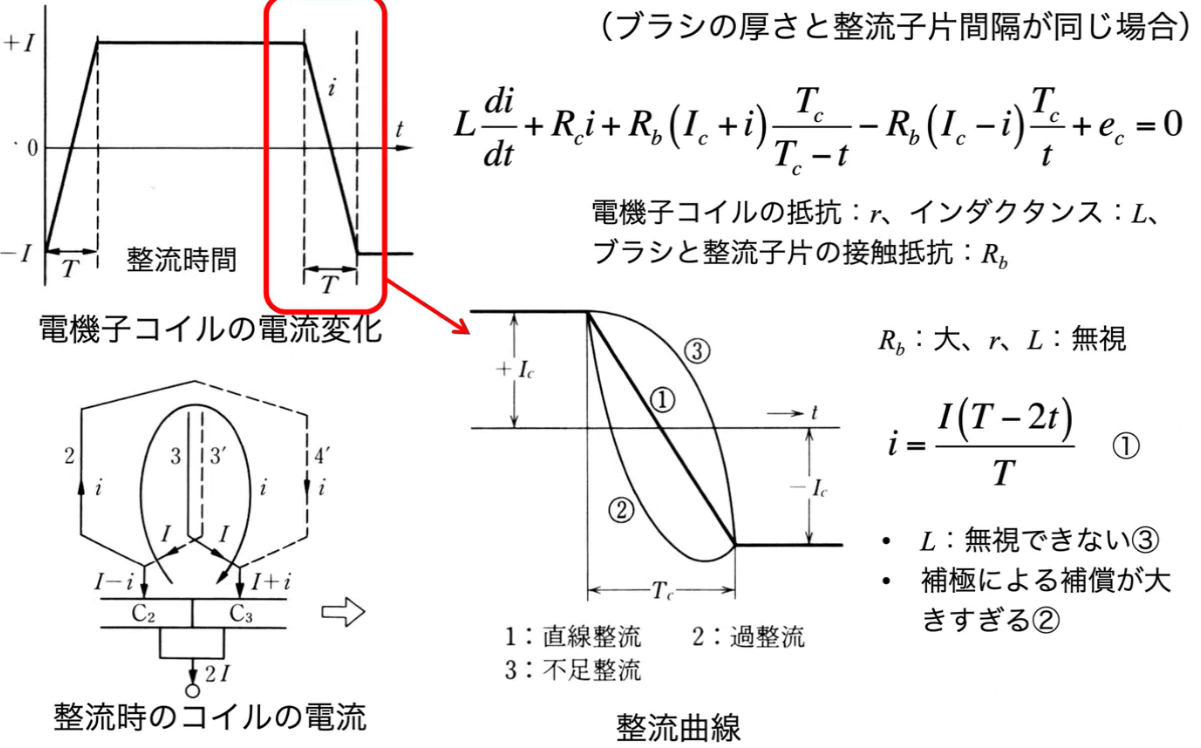 （ブラシの厚さと整流子片間隔が同じ場合）
+I
i
t
0
−I
T
整流時間
T
電機子コイルの電流変化
L di/dt + R_c i + R_b (I_c + i) T_c/(T_c − t) − R_b (I_c − i) T_c/t + e_c = 0
電機子コイルの抵抗：r、インダクタンス：L、
ブラシと整流子片の接触抵抗：R_b
+ I_c
③
①
t
②
− I_c
T_c
1：直線整流　2：過整流
3：不足整流
整流曲線
R_b：大、r、L：無視
i = I(T − 2t)/T ①
• L：無視できない③
• 補極による補償が大
きすぎる②
2 3 3′ 4′
i i i
I I
I−i I+i
C₂ C₃
2I
整流時のコイルの電流